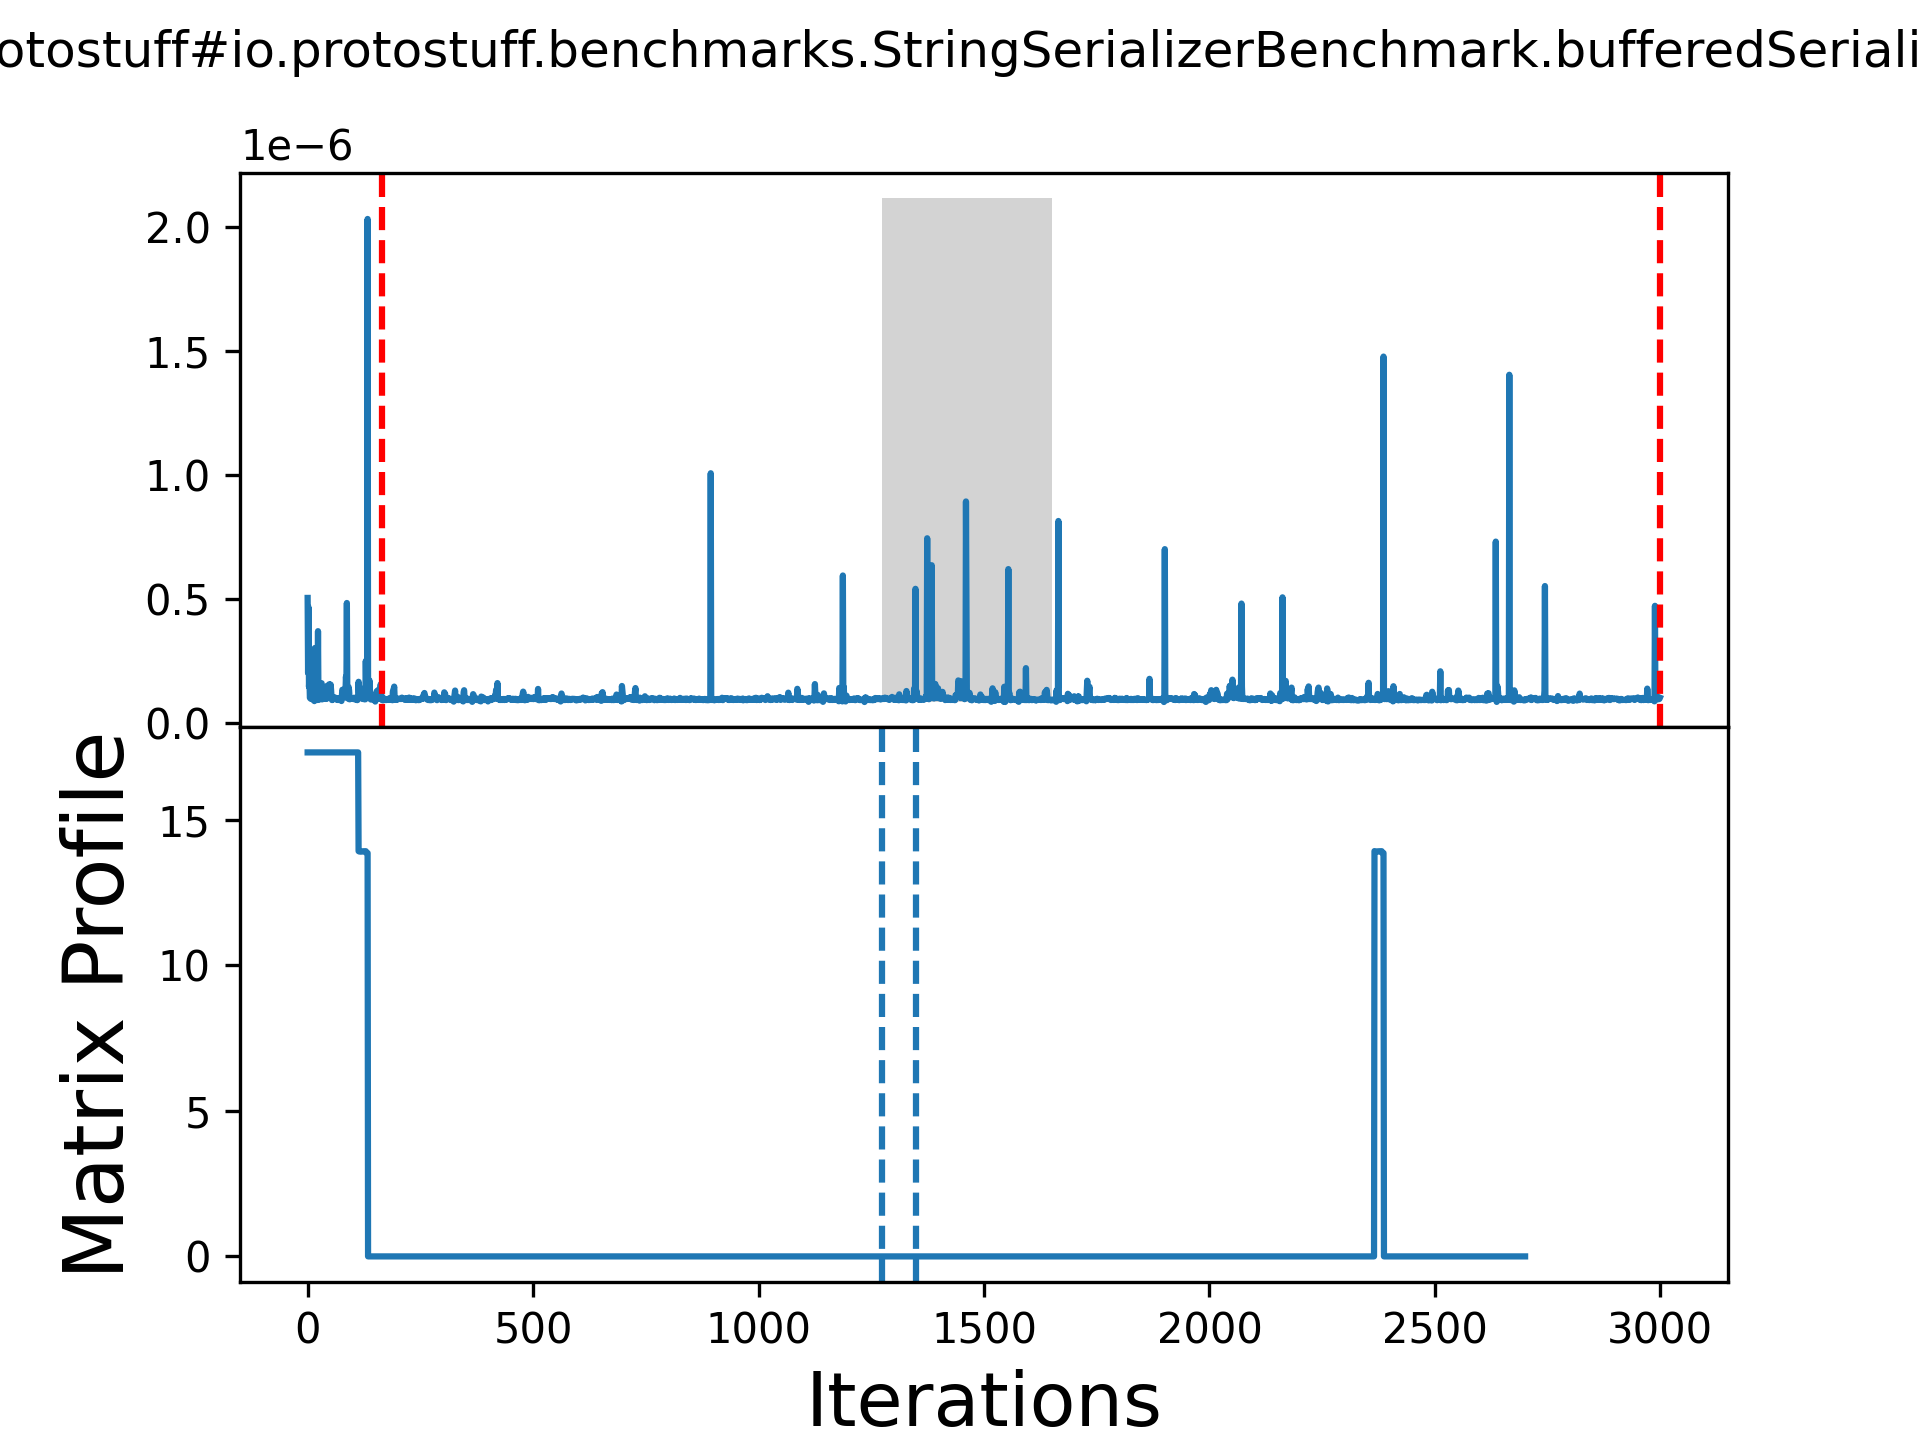 otostuff#io.protostuff.benchmarks.StringSerializerBenchmark.bufferedSeriali
1e−6
2.0
1.5
1.0
0.5
0.0
Matrix Profile
15
10
5
0
0 500 1000 1500 2000 2500 3000
Iterations